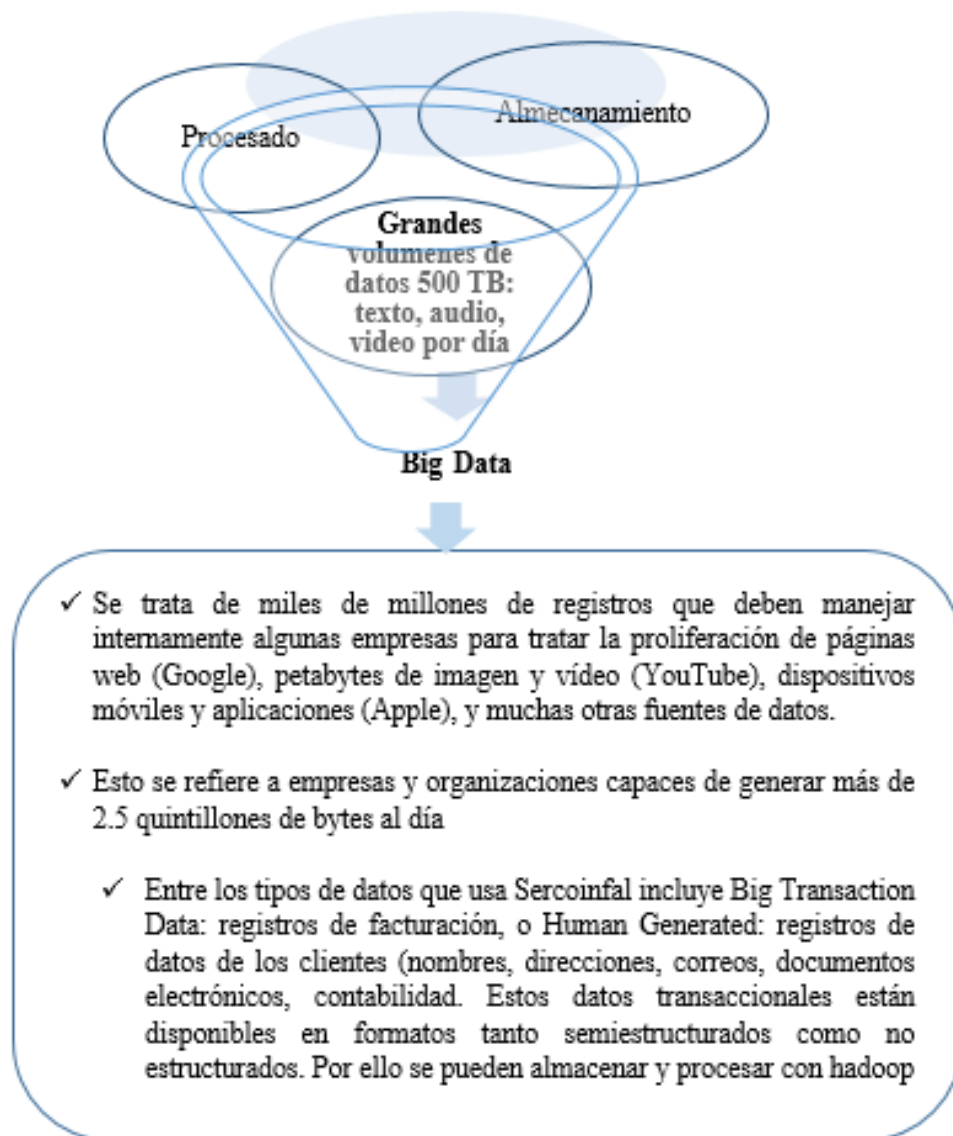 Procesado
Almecanamiento
Grandes
volumenes de
datos 500 TB:
texto, audio,
video por día
Big Data
✓ Se trata de miles de millones de registros que deben manejar
internamente algunas empresas para tratar la proliferación de páginas
web (Google), petabytes de imagen y vídeo (YouTube), dispositivos
móviles y aplicaciones (Apple), y muchas otras fuentes de datos.
✓ Esto se refiere a empresas y organizaciones capaces de generar más de
2.5 quintillones de bytes al día
✓ Entre los tipos de datos que usa Sercoinfal incluye Big Transaction
Data: registros de facturación, o Human Generated: registros de
datos de los clientes (nombres, direcciones, correos, documentos
electrónicos, contabilidad. Estos datos transaccionales están
disponibles en formatos tanto semiestructurados como no
estructurados. Por ello se pueden almacenar y procesar con hadoop